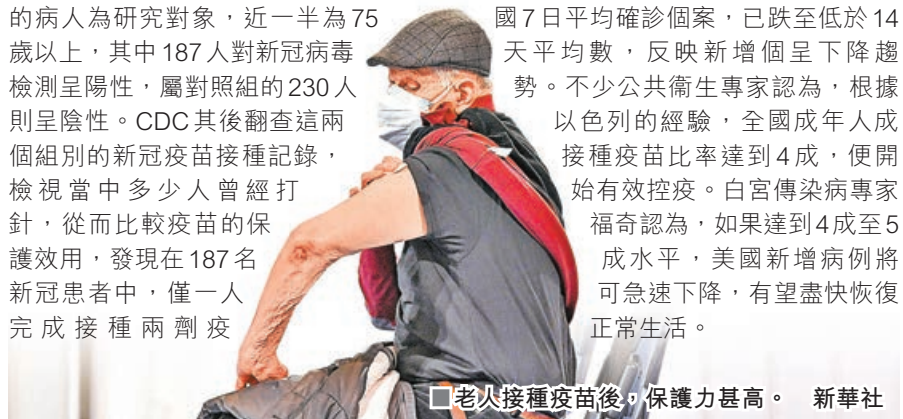 的病人為研究對象，近一半為75
歲以上，其中187人對新冠病毒
檢測呈陽性，屬對照組的230人
則呈陰性。CDC其後翻查這兩
個組別的新冠疫苗接種記錄，
檢視當中多少人曾經打
針，從而比較疫苗的保
護效用，發現在187名
新冠患者中，僅一人
完成接種兩劑疫
國7日平均確診個案，已跌至低於14
天平均數，反映新增個呈下降趨
勢。不少公共衞生專家認為，根據
以色列的經驗，全國成年人成
接種疫苗比率達到4成，便開
始有效控疫。白宮傳染病專家
福奇認為，如果達到4成至5
成水平，美國新增病例將
可急速下降，有望盡快恢復
正常生活。
■老人接種疫苗後，保護力甚高。 新華社